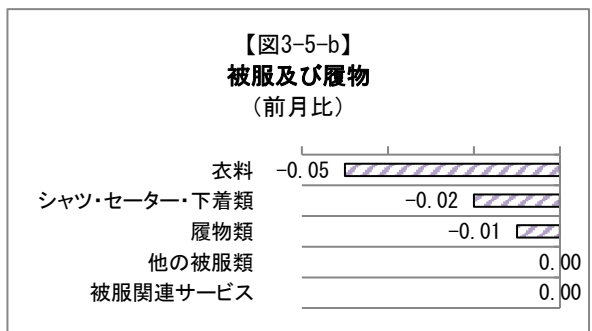 【図3-5-b】
被服及び履物
（前月比）
衣料 -0.05
シャツ・セーター・下着類 -0.02
履物類 -0.01
他の被服類 0.00
被服関連サービス 0.00